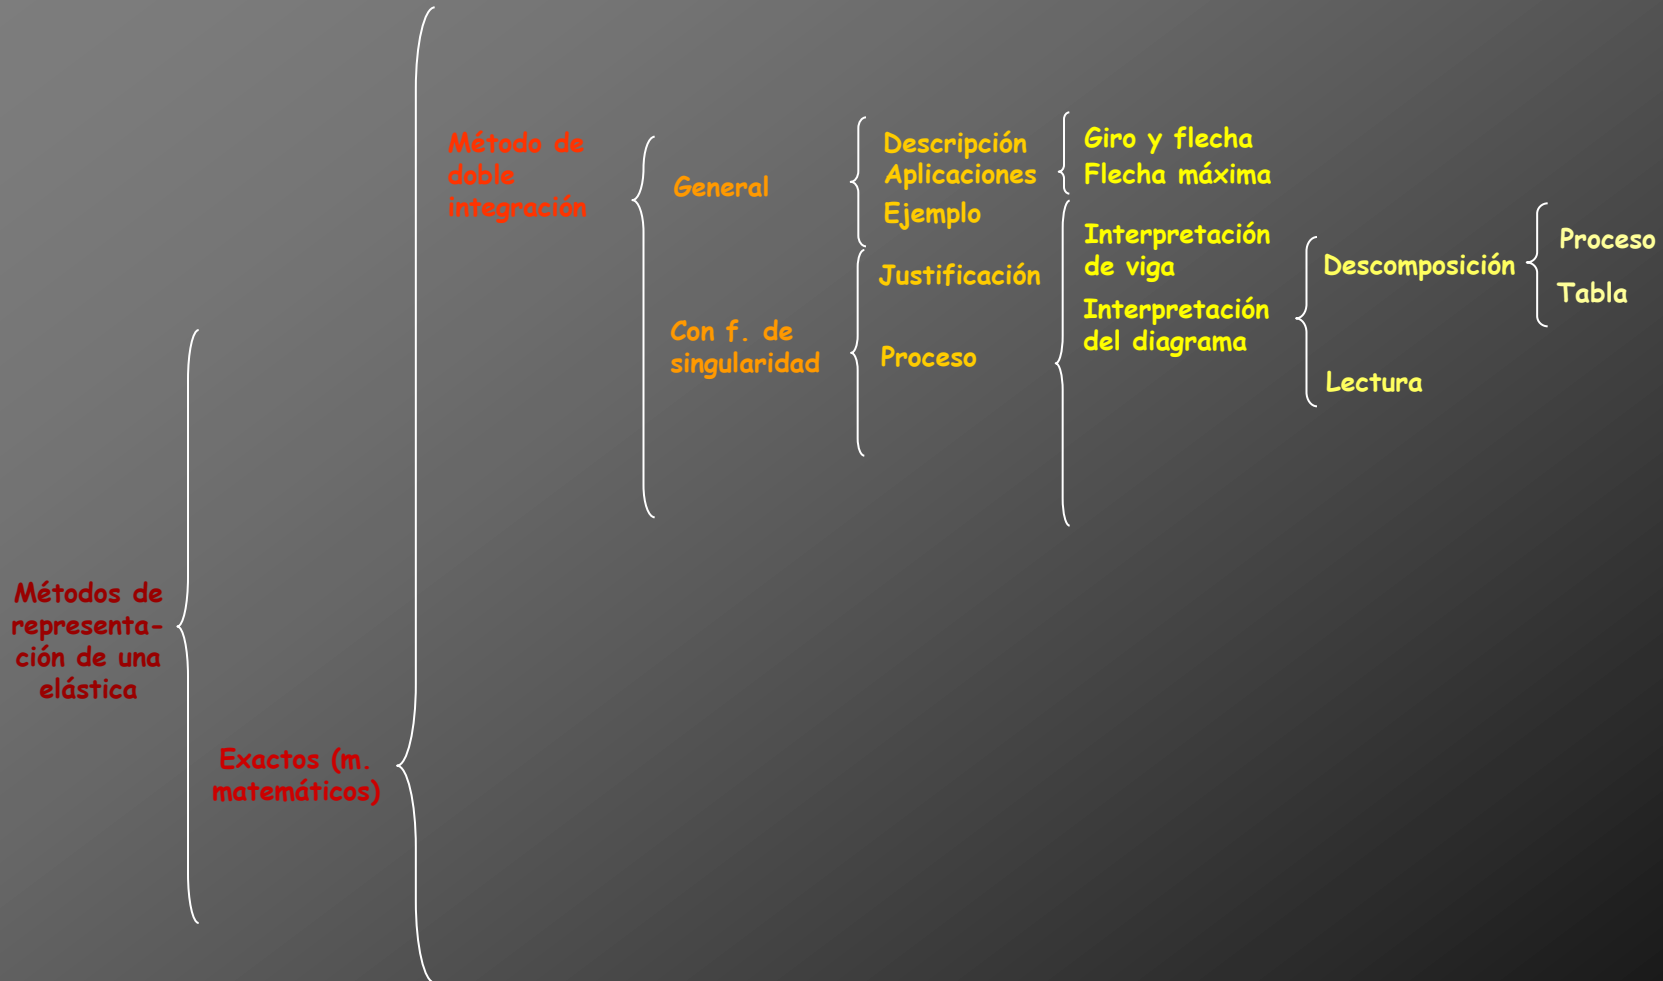 Métodos de
representa-
ción de una
elástica
Exactos (m.
matemáticos)
Método de
doble
integración
General
Descripción
Aplicaciones
Ejemplo
Giro y flecha
Flecha máxima
Con f. de
singularidad
Justificación
Proceso
Interpretación
de viga
Interpretación
del diagrama
Descomposición
Proceso
Tabla
Lectura